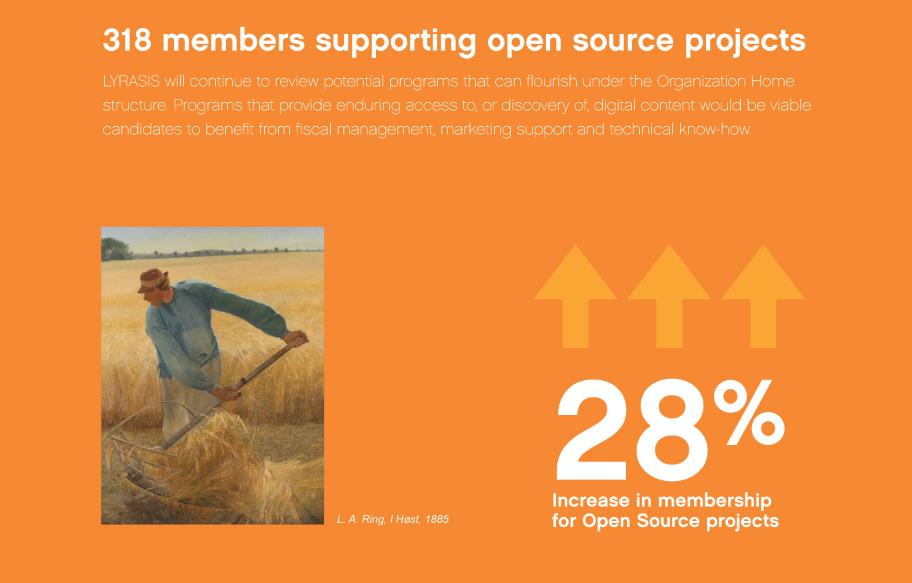 318 members supporting open source projects
LYRASIS will continue to review potential programs that can flourish under the Organization Home
structure. Programs that provide enduring access to, or discovery of, digital content would be viable
candidates to benefit from fiscal management, marketing support and technical know-how.
L. A. Ring, I Høst, 1885
28%
Increase in membership
for Open Source projects